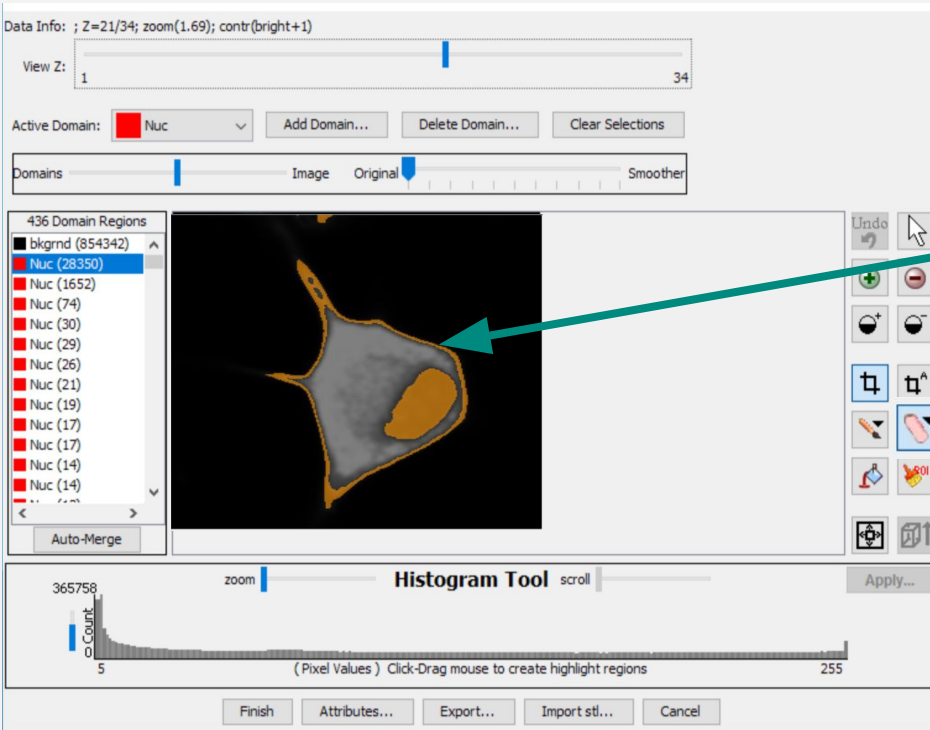 Data Info: ; Z=21/34; zoom(1.69); contr(bright+1)
View Z:
1 34
Active Domain: Nuc Add Domain... Delete Domain... Clear Selections
Domains Image Original Smoother
436 Domain Regions
bkgrnd (854342)
Nuc (28350)
Nuc (1652)
Nuc (74)
Nuc (30)
Nuc (29)
Nuc (26)
Nuc (21)
Nuc (19)
Nuc (17)
Nuc (17)
Nuc (14)
Nuc (14)
Auto-Merge
Undo
A
ROI
zoom Histogram Tool scroll Apply...
365758
Count
0
5 ( Pixel Values ) Click-Drag mouse to create highlight regions 255
Finish Attributes... Export... Import stl... Cancel